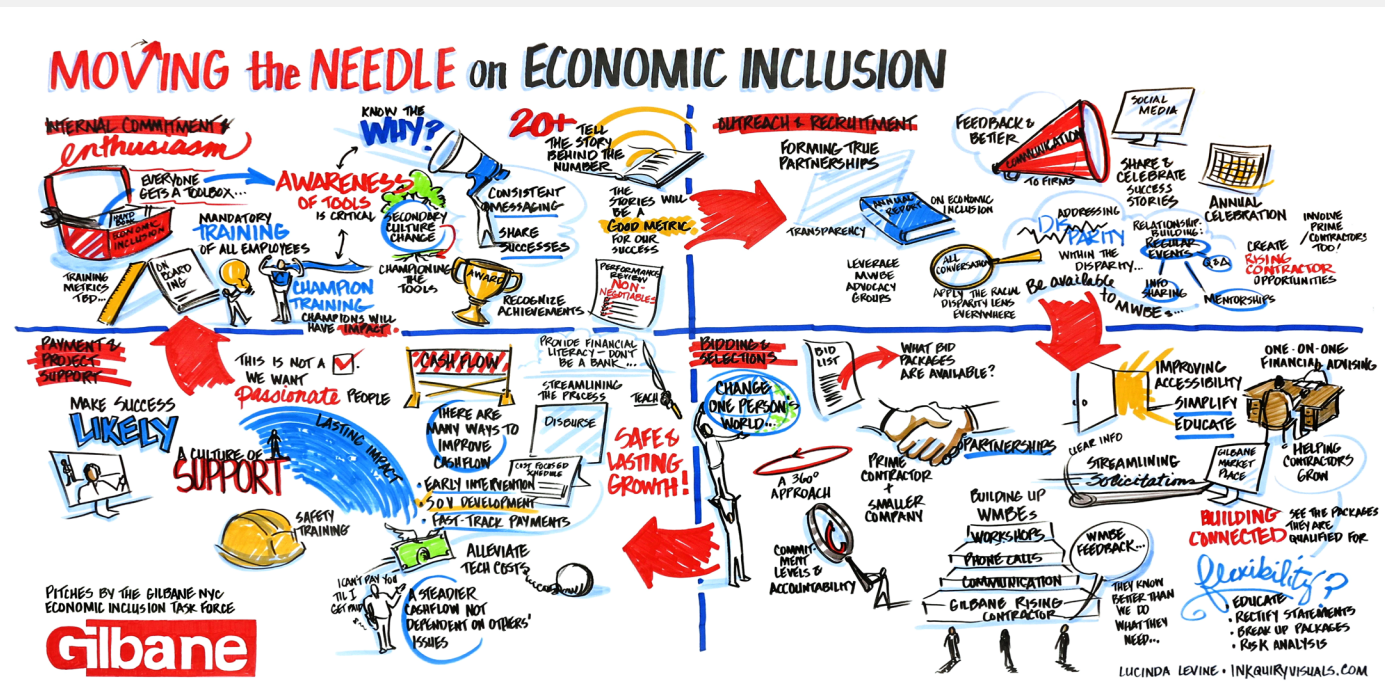 MOVING the NEEDLE on ECONOMIC INCLUSION
INTERNAL COMMITMENT &
enthusiasm
EVERYONE
GETS A TOOLBOX...
HAND
BOOK
ECONOMIC
INCLUSION
MANDATORY
TRAINING
OF ALL EMPLOYEES
TRAINING
METRICS
TBD...
ON
BOARD
ING
CHAMPION
TRAINING
CHAMPIONS WILL
HAVE IMPACT.
KNOW THE
WHY?
AWARENESS
OF TOOLS
IS CRITICAL
SECONDARY
CULTURE
CHANGE
CHAMPIONING
THE
TOOLS
CONSISTENT
MESSAGING
SHARE
SUCCESSES
AWARD
RECOGNIZE
ACHIEVEMENTS
20+
TELL
THE STORY
BEHIND THE
NUMBER
THE
STORIES WILL
BE A
GOOD METRIC
FOR OUR
SUCCESS
PERFORMANCE
REVIEW
NON-
NEGOTIABLES
OUTREACH & RECRUITMENT
FORMING TRUE
PARTNERSHIPS
TRANSPARENCY
ANNUAL
REPORT
ON ECONOMIC
INCLUSION
LEVERAGE
MWBE
ADVOCACY
GROUPS
ALL
CONVERSATIONS
APPLY THE RACIAL
DISPARITY LENS
EVERYWHERE
FEEDBACK &
BETTER
COMMUNICATION
TO FIRMS
SOCIAL
MEDIA
SHARE &
CELEBRATE
SUCCESS
STORIES
ANNUAL
CELEBRATION
ADDRESSING
DISPARITY
WITHIN THE
DISPARITY...
Be available
to MWBEs...
RELATIONSHIP-
BUILDING:
REGULAR
EVENTS
Q&A
INFO
SHARING
MENTORSHIPS
CREATE
RISING
CONTRACTOR
OPPORTUNITIES
INVOLVE
PRIME
CONTRACTORS
TOO!
PAYMENT &
PROJECT
SUPPORT
THIS IS NOT A
WE WANT
Passionate PEOPLE
MAKE SUCCESS
LIKELY
A CULTURE OF
SUPPORT
LASTING IMPACT
SAFETY
TRAINING
CASH FLOW
THERE ARE
MANY WAYS TO
IMPROVE
CASHFLOW
• EARLY INTERVENTION
• S.O.V DEVELOPMENT
• FAST-TRACK PAYMENTS
PROVIDE FINANCIAL
LITERACY – DON'T
BE A BANK...
STREAMLINING
THE PROCESS
TEACH
DISBURSE
COST FOCUSED
SCHEDULE
SAFE &
LASTING
GROWTH!
ALLEVIATE
TECH COSTS
I CAN'T PAY YOU
'TIL I
GET PAID
A STEADIER
CASHFLOW NOT
DEPENDENT ON OTHERS'
ISSUES
BIDDING &
SELECTIONS
CHANGE
ONE PERSON'S
WORLD...
BID
LIST
WHAT BID
PACKAGES
ARE AVAILABLE?
A 360°
APPROACH
PARTNERSHIPS
PRIME
CONTRACTOR
+
SMALLER
COMPANY
COMMIT-
MENT
LEVELS &
ACCOUNTABILITY
BUILDING UP
WMBEs
WORKSHOPS
PHONE CALLS
COMMUNICATION
GILBANE RISING
CONTRACTOR
WMBE
FEEDBACK...
THEY KNOW
BETTER THAN
WE DO
WHAT THEY
NEED...
IMPROVING
ACCESSIBILITY
SIMPLIFY
EDUCATE
ONE-ON-ONE
FINANCIAL ADVISING
CLEAR INFO
STREAMLINING
Solicitations
GILBANE
MARKET
PLACE
HELPING
CONTRACTORS
GROW
BUILDING
CONNECTED
SEE THE PACKAGES
THEY ARE
QUALIFIED FOR
flexibility?
• EDUCATE
• RECTIFY STATEMENTS
• BREAK UP PACKAGES
• RISK ANALYSIS
PITCHES BY THE GILBANE NYC
ECONOMIC INCLUSION TASK FORCE
Gilbane
LUCINDA LEVINE • INKQUIRYVISUALS.COM